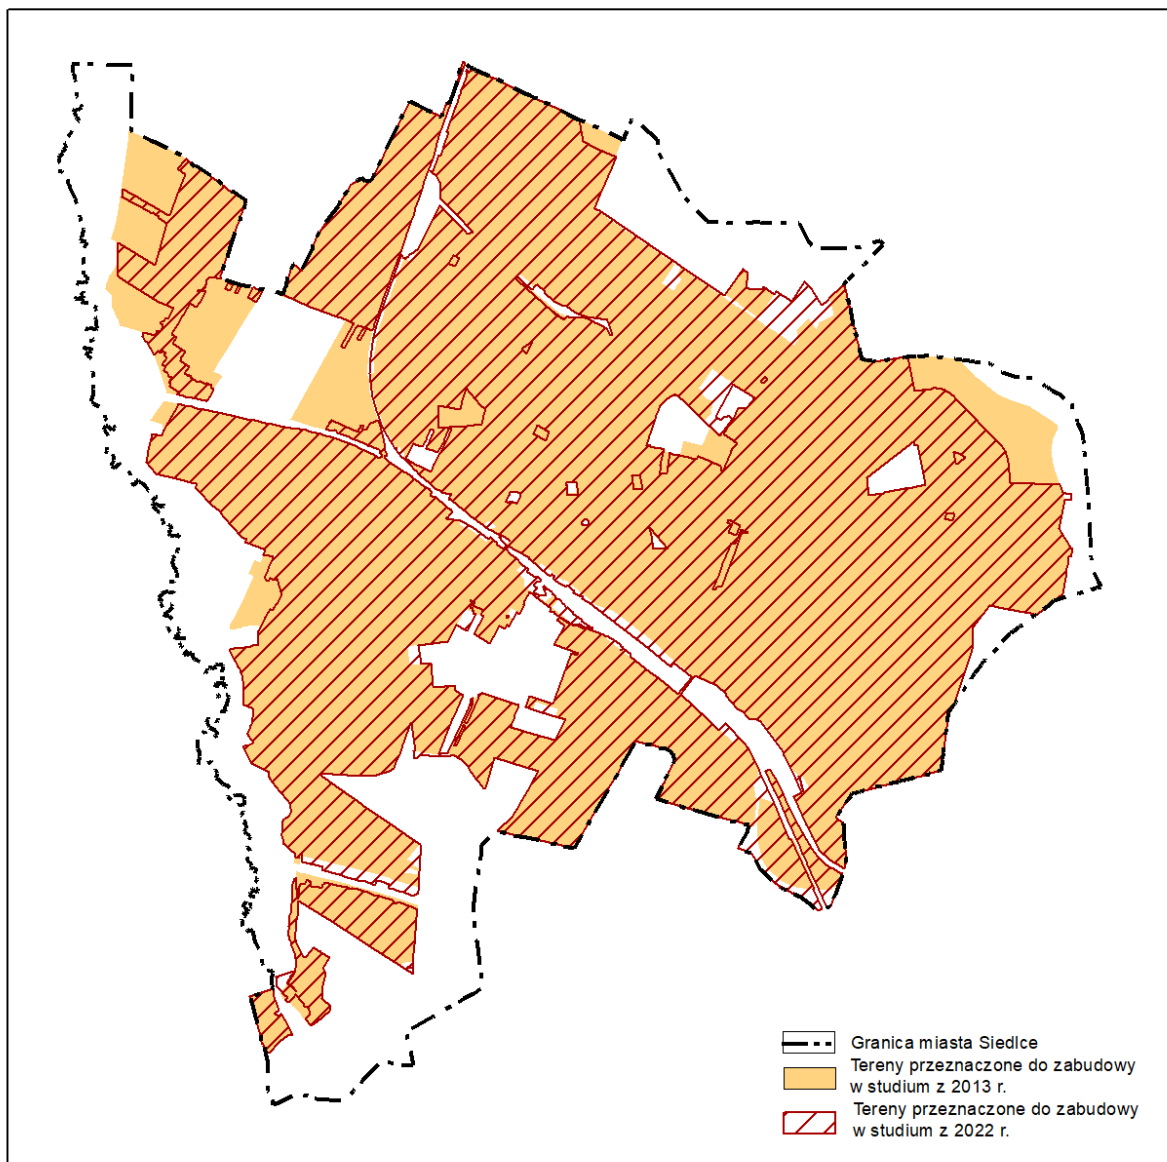 Granica miasta Siedlce
Tereny przeznaczone do zabudowy
w studium z 2013 r.
Tereny przeznaczone do zabudowy
w studium z 2022 r.